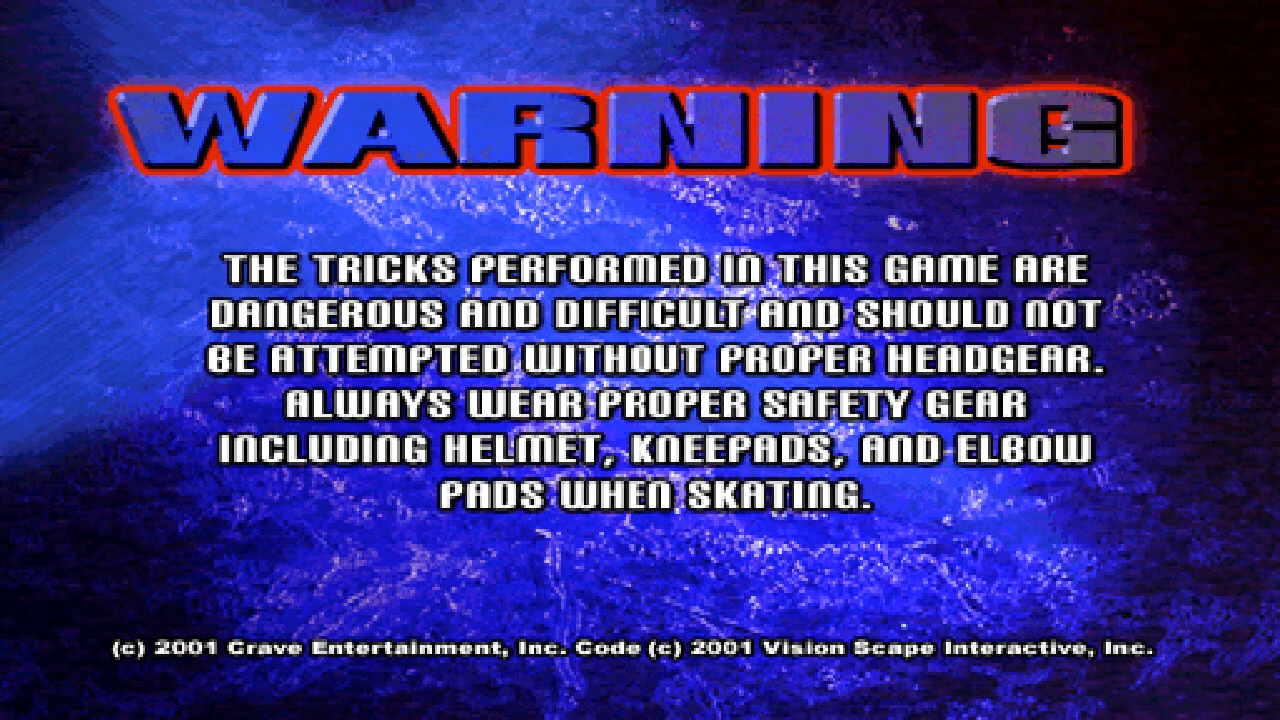 WARNING
THE TRICKS PERFORMED IN THIS GAME ARE
DANGEROUS AND DIFFICULT AND SHOULD NOT
BE ATTEMPTED WITHOUT PROPER HEADGEAR.
ALWAYS WEAR PROPER SAFETY GEAR
INCLUDING HELMET, KNEEPADS, AND ELBOW
PADS WHEN SKATING.
(c) 2001 Crave Entertainment, Inc. Code (c) 2001 Vision Scape Interactive, Inc.